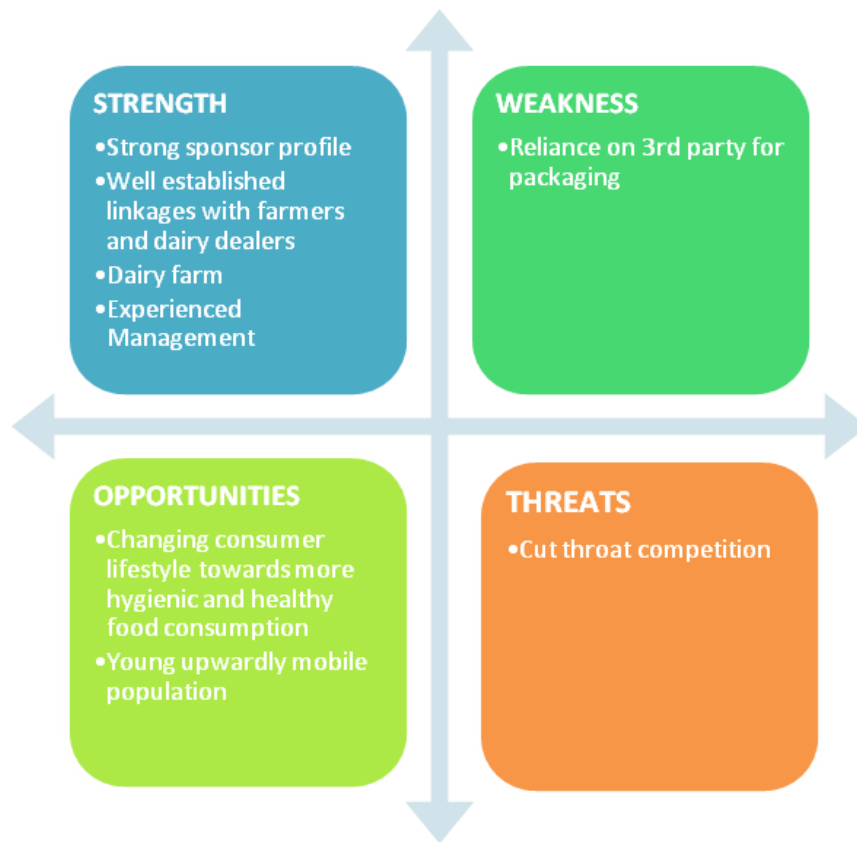 STRENGTH
•Strong sponsor profile
•Well established
linkages with farmers
and dairy dealers
•Dairy farm
•Experienced
Management
WEAKNESS
•Reliance on 3rd party for
packaging
OPPORTUNITIES
•Changing consumer
lifestyle towards more
hygienic and healthy
food consumption
•Young upwardly mobile
population
THREATS
•Cut throat competition